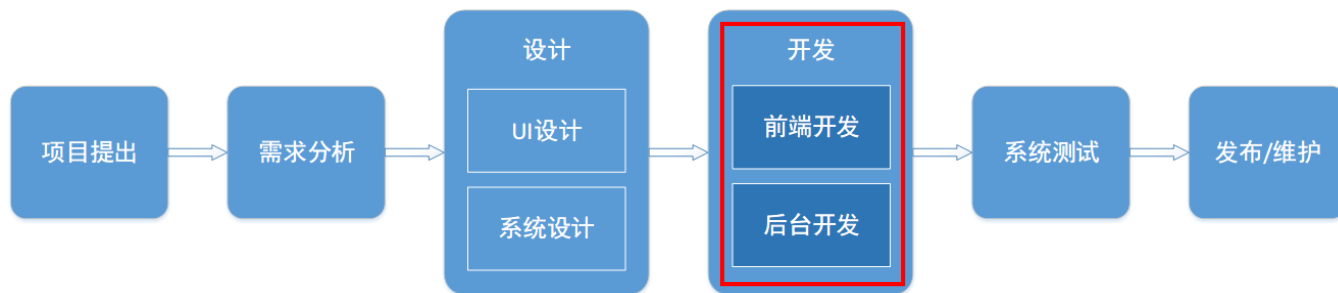 项目提出
需求分析
设计
UI设计
系统设计
开发
前端开发
后台开发
系统测试
发布/维护